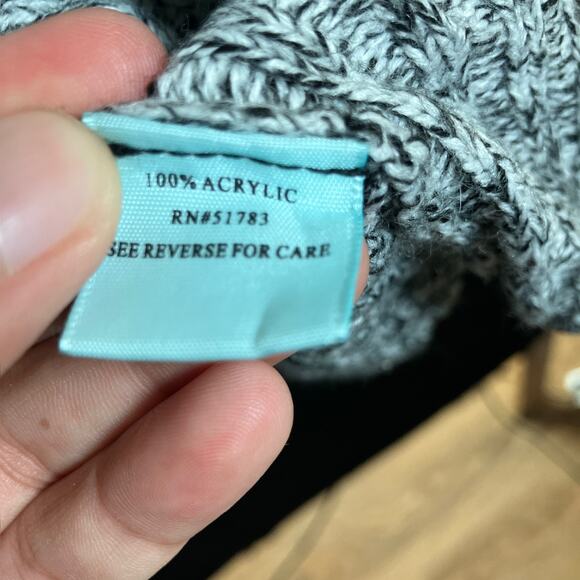 100% ACRYLIC
RN#51783
SEE REVERSE FOR CARE